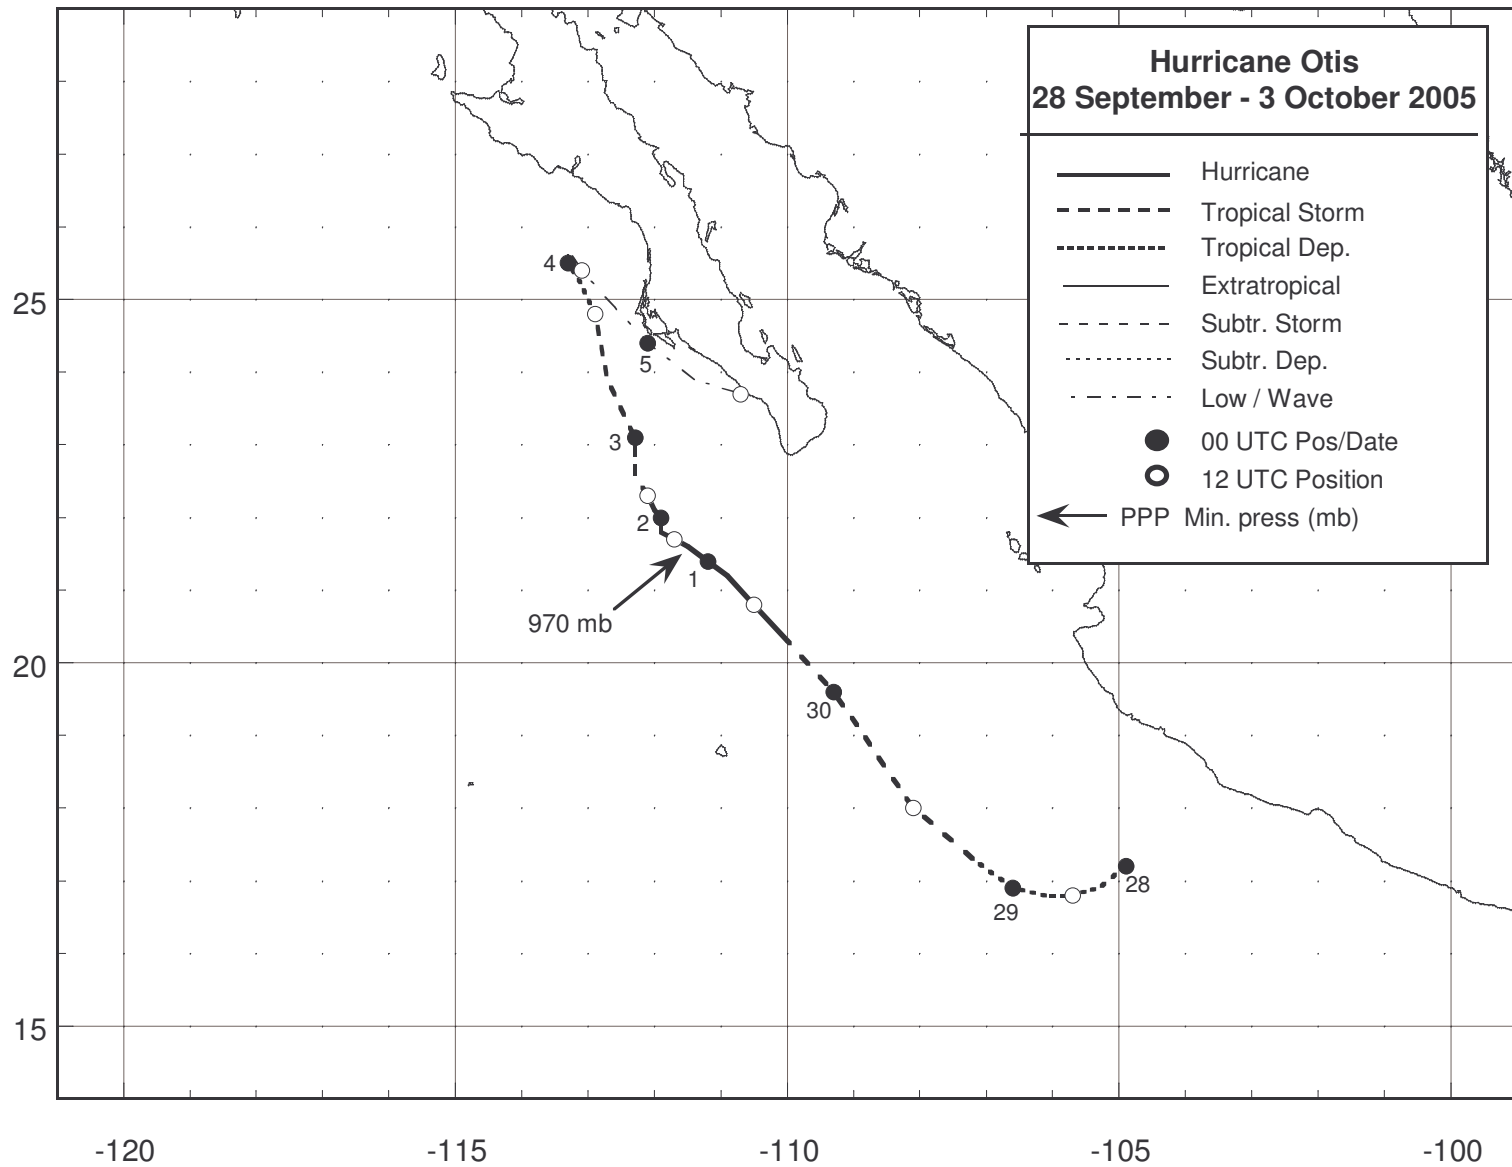 Hurricane Otis
28 September - 3 October 2005
Hurricane
Tropical Storm
Tropical Dep.
Extratropical
Subtr. Storm
Subtr. Dep.
Low / Wave
00 UTC Pos/Date
12 UTC Position
PPP Min. press (mb)
4
25
5
3
2
1
970 mb
20
30
28
29
15
-120 -115 -110 -105 -100